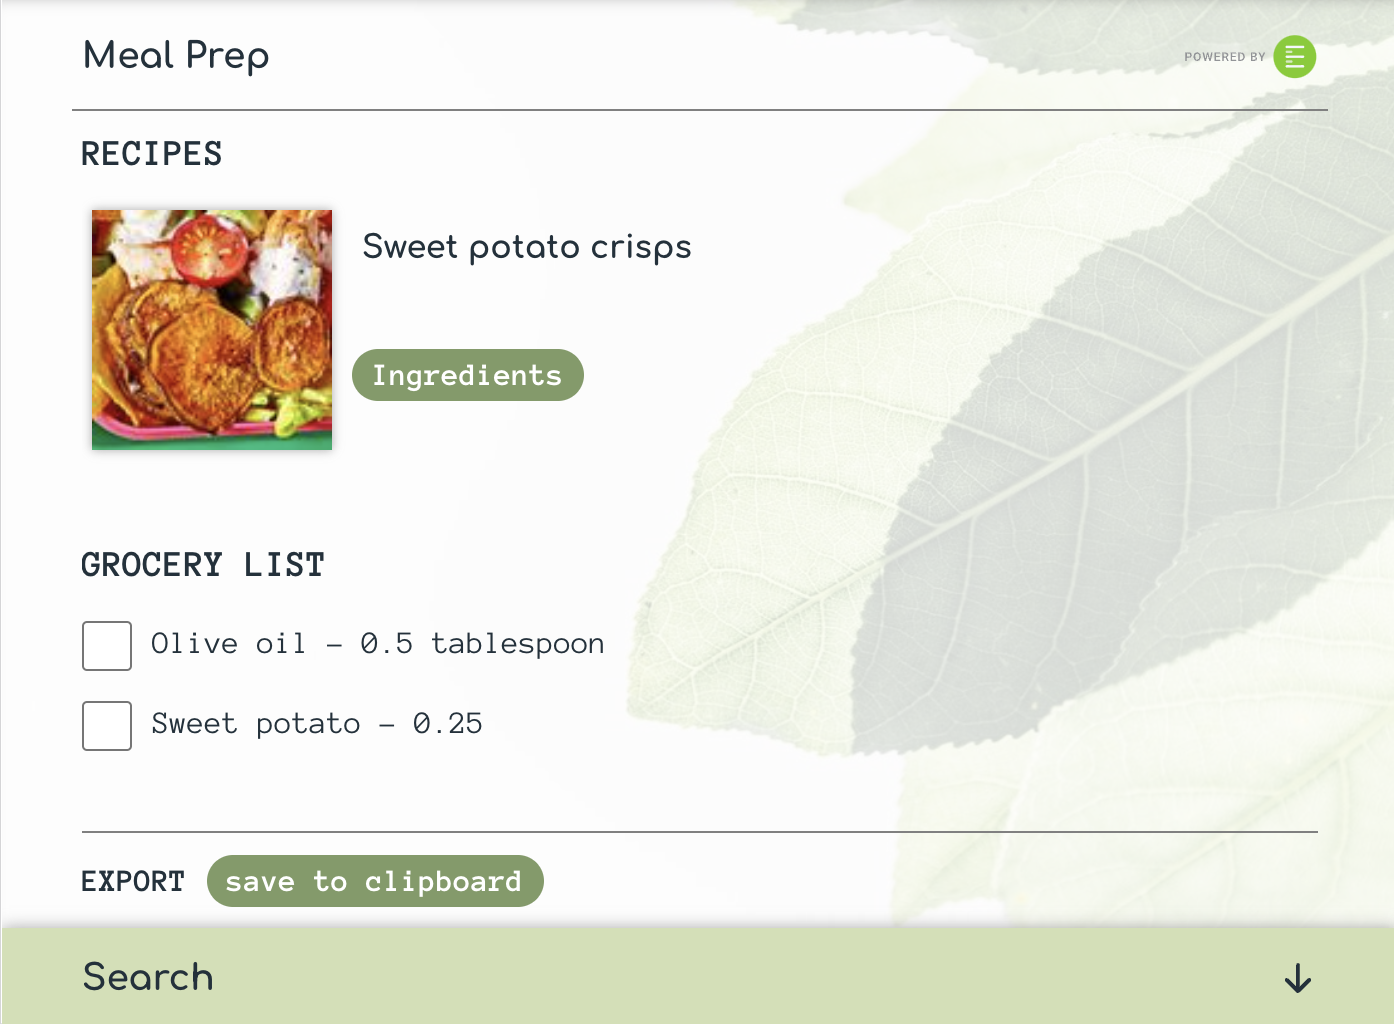 Meal Prep
POWERED BY
RECIPES
Sweet potato crisps
Ingredients
GROCERY LIST
Olive oil - 0.5 tablespoon
Sweet potato - 0.25
EXPORT save to clipboard
Search